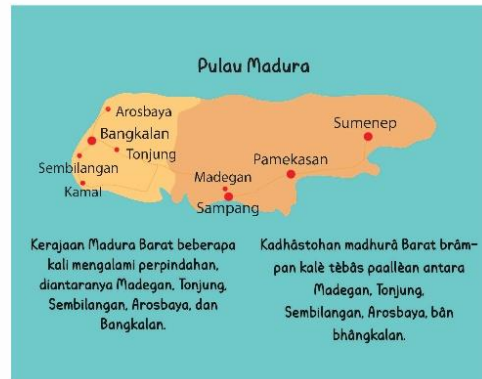 Pulau Madura
Arosbaya
Bangkalan
Sumenep
Tonjung
Sembilangan
Pamekasan
Madegan
Kamal
Sampang
Kerajaan Madura Barat beberapa
kali mengalami perpindahan,
diantaranya Madegan, Tonjung,
Sembilangan, Arosbaya, dan
Bangkalan.
Kadhâstohan madhurâ Barat brâm-
pan kalè tèbâs paallèan antara
Madegan, Tonjung,
Sembilangan, Arosbaya, bân
bhângkalan.